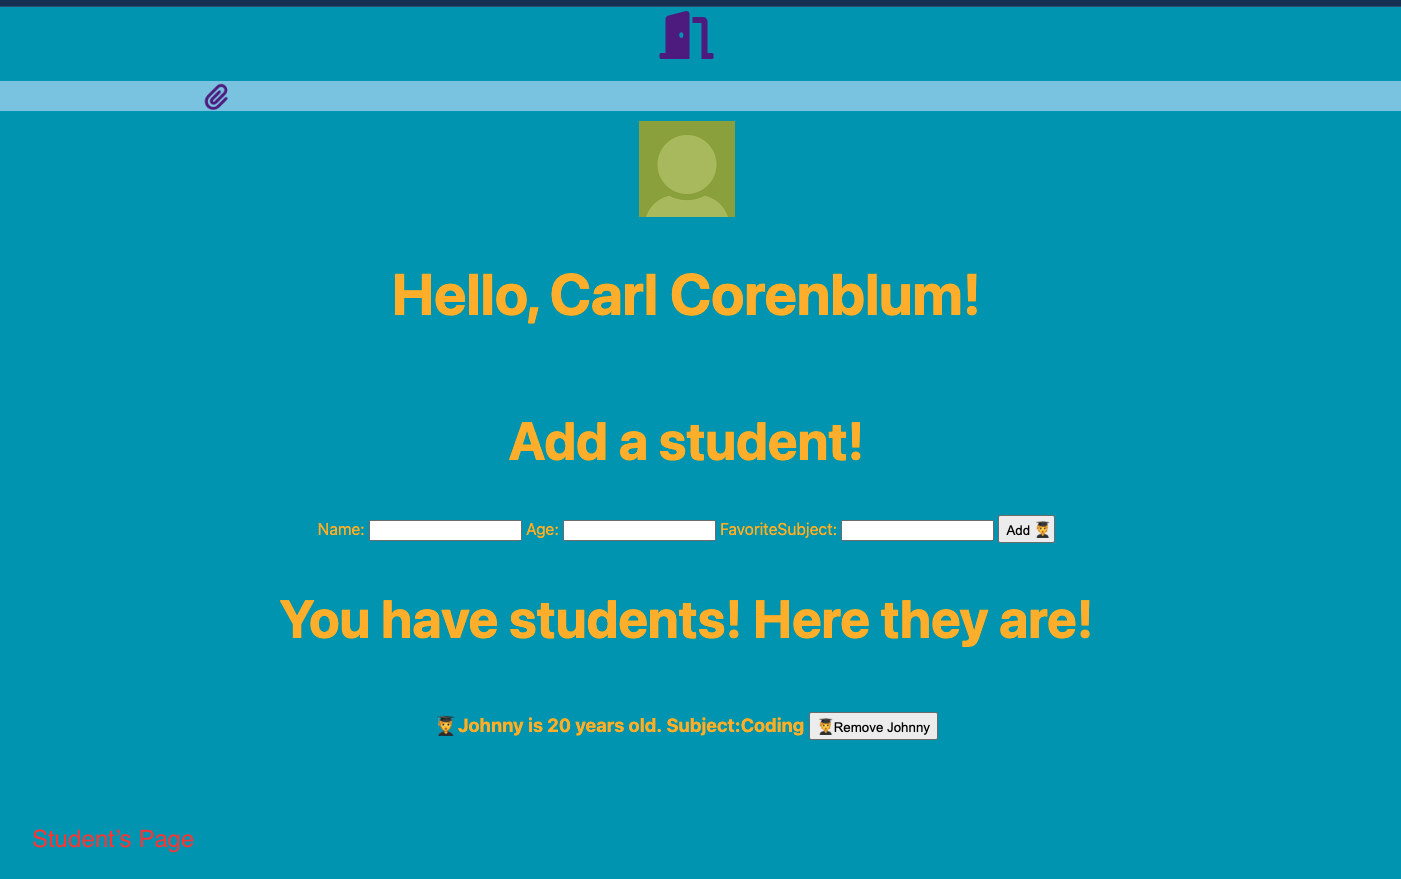 Hello, Carl Corenblum!
Add a student!
Name: Age: FavoriteSubject: Add
You have students! Here they are!
Johnny is 20 years old. Subject:Coding Remove Johnny
Student's Page